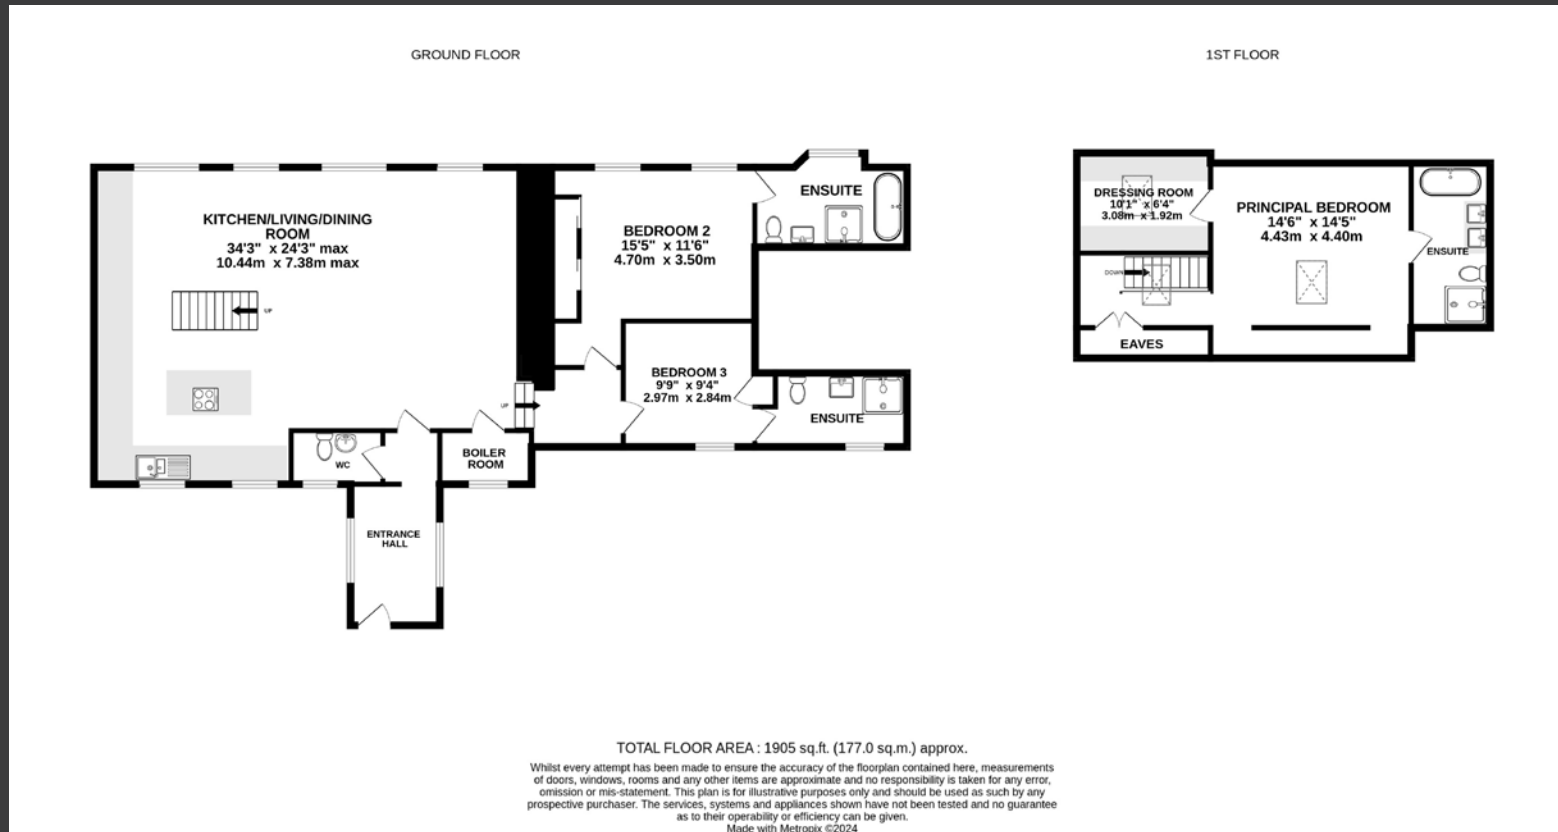 GROUND FLOOR
1ST FLOOR
KITCHEN/LIVING/DINING
ROOM
34'3" x 24'3" max
10.44m x 7.38m max
UP
UP
WC
BOILER
ROOM
ENTRANCE
HALL
BEDROOM 2
15'5" x 11'6"
4.70m x 3.50m
ENSUITE
BEDROOM 3
9'9" x 9'4"
2.97m x 2.84m
ENSUITE
DRESSING ROOM
10'1" x 6'4"
3.08m x 1.92m
DOWN
EAVES
PRINCIPAL BEDROOM
14'6" x 14'5"
4.43m x 4.40m
ENSUITE
TOTAL FLOOR AREA : 1905 sq.ft. (177.0 sq.m.) approx.
Whilst every attempt has been made to ensure the accuracy of the floorplan contained here, measurements
of doors, windows, rooms and any other items are approximate and no responsibility is taken for any error,
omission or mis-statement. This plan is for illustrative purposes only and should be used as such by any
prospective purchaser. The services, systems and appliances shown have not been tested and no guarantee
as to their operability or efficiency can be given.
Made with Metropix ©2024